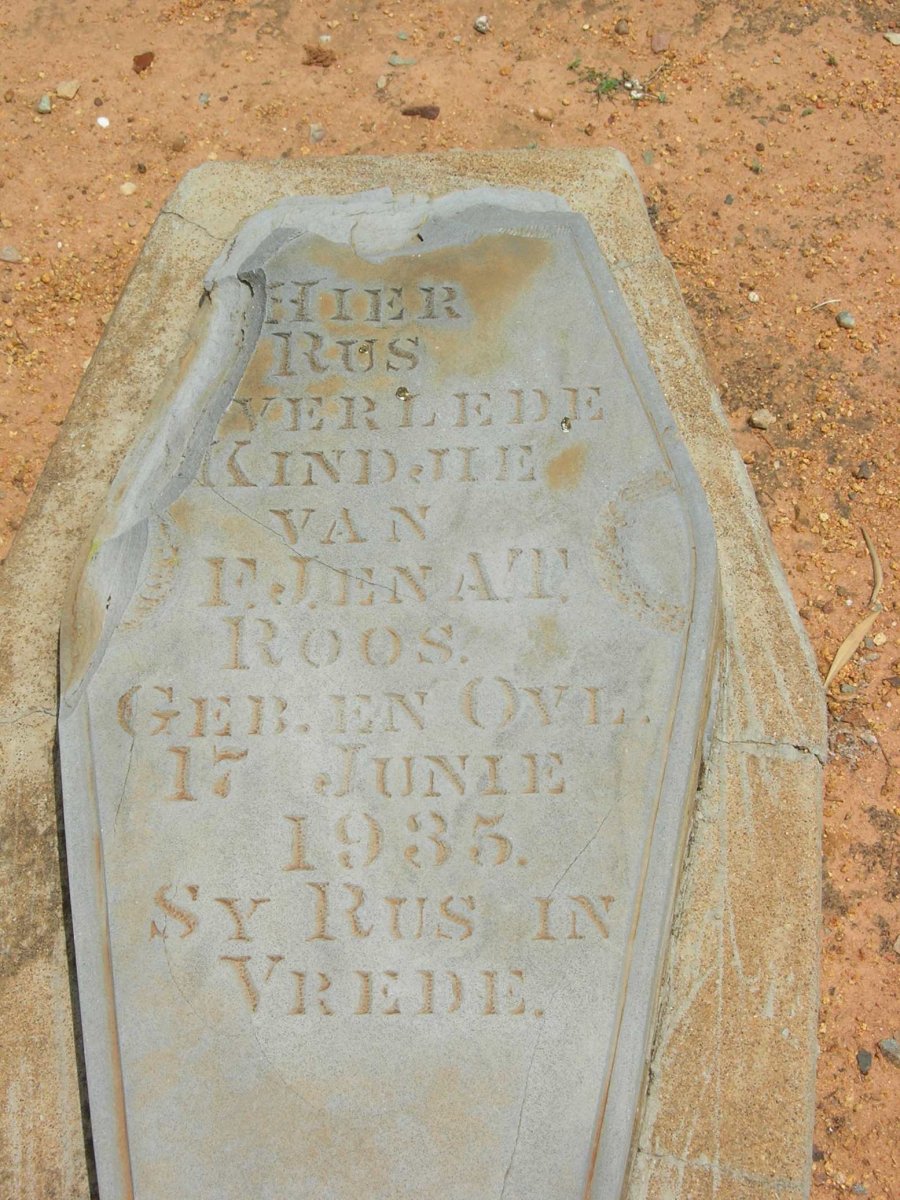 HIER
RUS
VERLEDE
KINDJIE
VAN
F.J.EN A.T.
ROOS.
GEB. EN OVL.
17 JUNIE
1935.
SY RUS IN
VREDE.